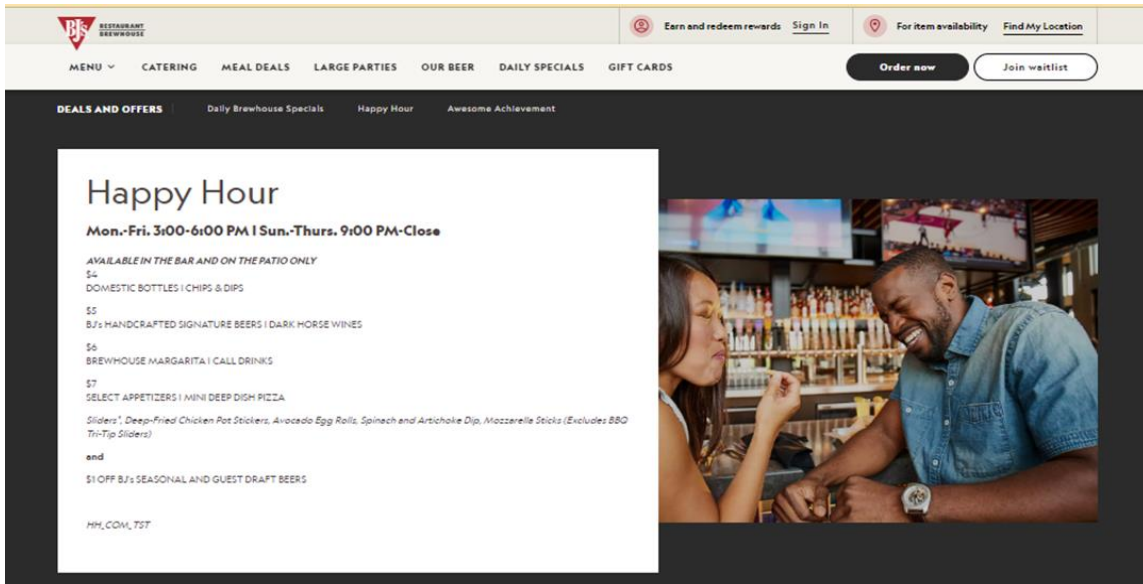 BJ's RESTAURANT
BREWHOUSE
Earn and redeem rewards Sign In
For item availability Find My Location
MENU CATERING MEAL DEALS LARGE PARTIES OUR BEER DAILY SPECIALS GIFT CARDS
Order now
Join waitlist
DEALS AND OFFERS Daily Brewhouse Specials Happy Hour Awesome Achievement
Happy Hour
Mon.-Fri. 3:00-6:00 PM | Sun.-Thurs. 9:00 PM-Close
AVAILABLE IN THE BAR AND ON THE PATIO ONLY
$4
DOMESTIC BOTTLES | CHIPS & DIPS
$5
BJ's HANDCRAFTED SIGNATURE BEERS | DARK HORSE WINES
$6
BREWHOUSE MARGARITA | CALL DRINKS
$7
SELECT APPETIZERS | MINI DEEP DISH PIZZA
Sliders*, Deep-Fried Chicken Pot Stickers, Avocado Egg Rolls, Spinach and Artichoke Dip, Mozzarella Sticks (Excludes BBQ
Tri-Tip Sliders)
and
$1 OFF BJ's SEASONAL AND GUEST DRAFT BEERS
HH_COM_TST